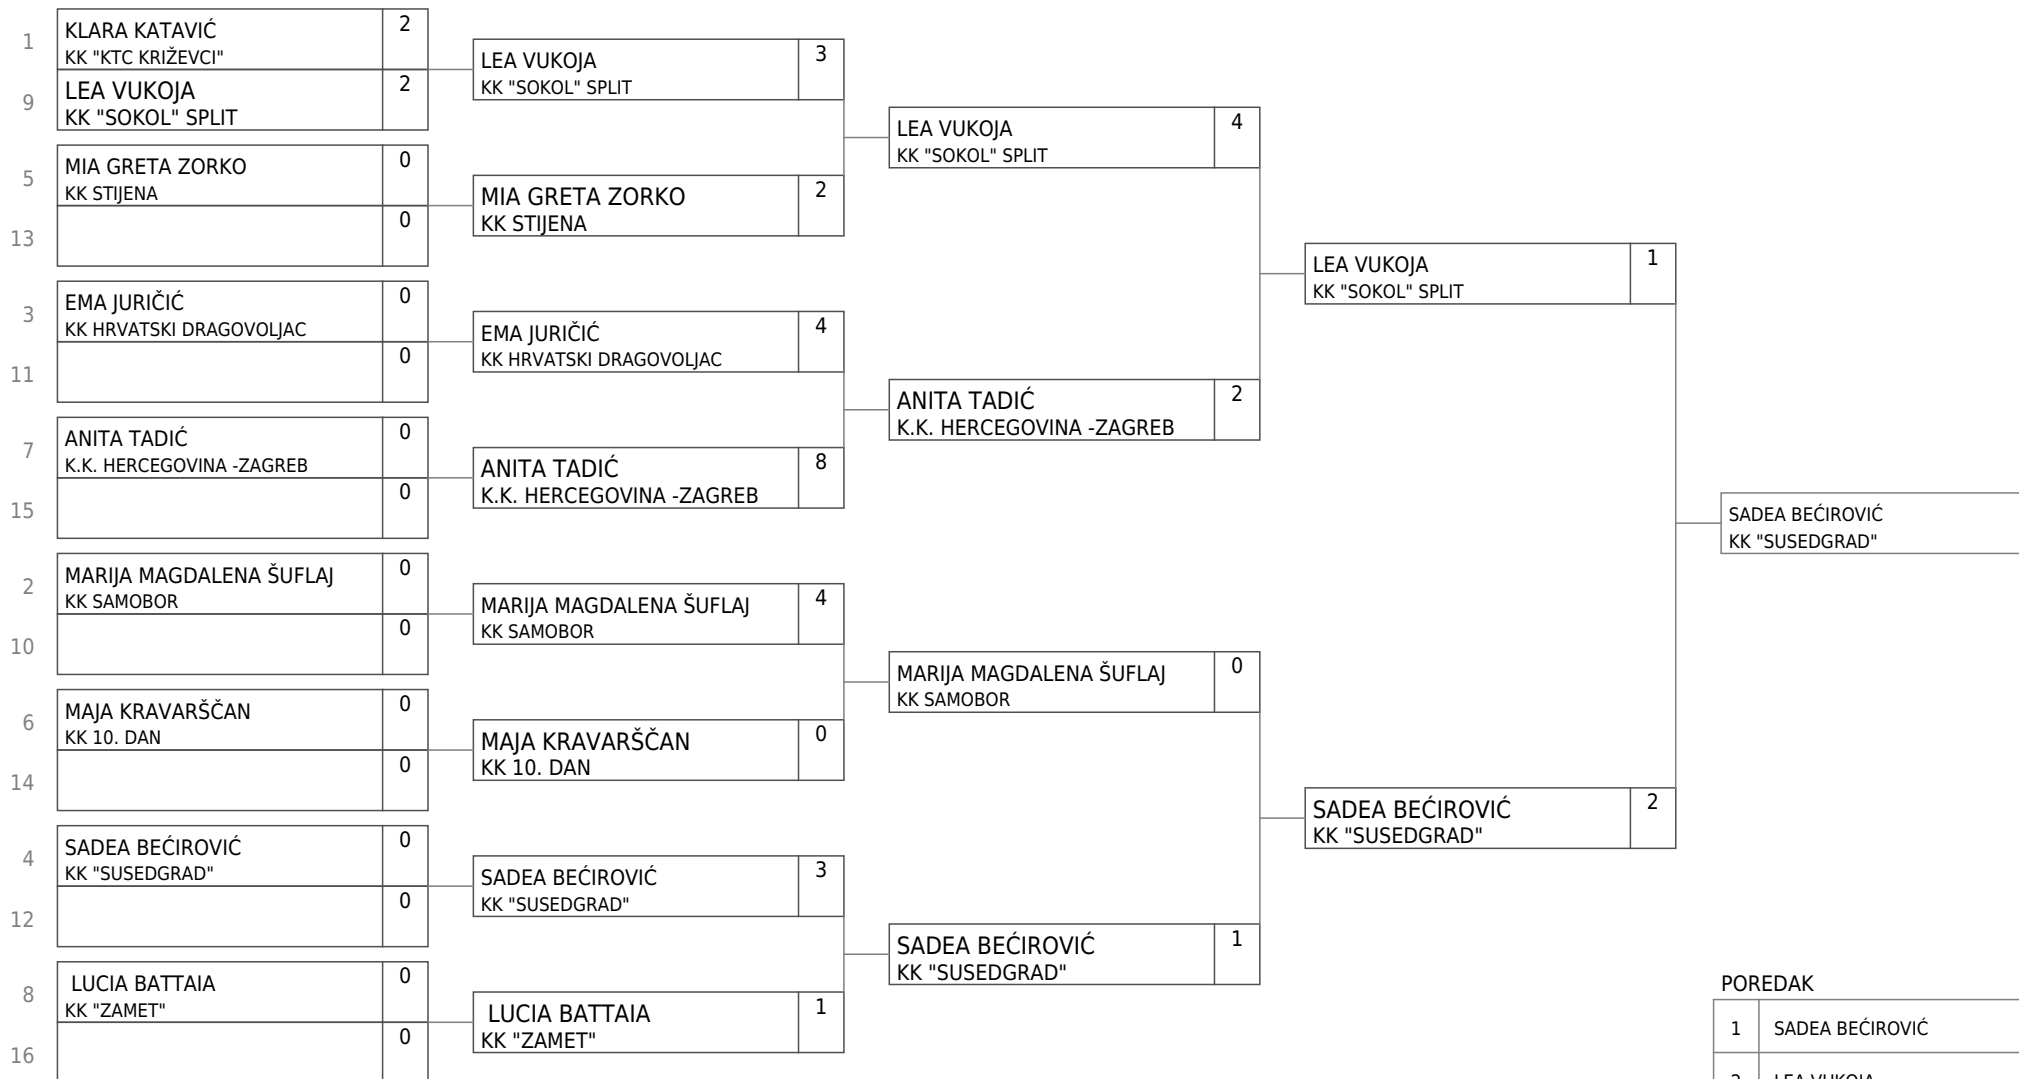 1
KLARA KATAVIĆ
2
KK "KTC KRIŽEVCI"
9
LEA VUKOJA
2
KK "SOKOL" SPLIT
5
MIA GRETA ZORKO
0
KK STIJENA
13
0
3
EMA JURIČIĆ
0
KK HRVATSKI DRAGOVOLJAC
11
0
7
ANITA TADIĆ
0
K.K. HERCEGOVINA -ZAGREB
15
0
2
MARIJA MAGDALENA ŠUFLAJ
0
KK SAMOBOR
10
0
6
MAJA KRAVARŠČAN
0
KK 10. DAN
14
0
4
SADEA BEĆIROVIĆ
0
KK "SUSEDGRAD"
12
0
8
LUCIA BATTAIA
0
KK "ZAMET"
16
0
LEA VUKOJA
3
KK "SOKOL" SPLIT
MIA GRETA ZORKO
2
KK STIJENA
EMA JURIČIĆ
4
KK HRVATSKI DRAGOVOLJAC
ANITA TADIĆ
8
K.K. HERCEGOVINA -ZAGREB
MARIJA MAGDALENA ŠUFLAJ
4
KK SAMOBOR
MAJA KRAVARŠČAN
0
KK 10. DAN
SADEA BEĆIROVIĆ
3
KK "SUSEDGRAD"
LUCIA BATTAIA
1
KK "ZAMET"
LEA VUKOJA
4
KK "SOKOL" SPLIT
ANITA TADIĆ
2
K.K. HERCEGOVINA -ZAGREB
MARIJA MAGDALENA ŠUFLAJ
0
KK SAMOBOR
SADEA BEĆIROVIĆ
1
KK "SUSEDGRAD"
LEA VUKOJA
1
KK "SOKOL" SPLIT
SADEA BEĆIROVIĆ
2
KK "SUSEDGRAD"
SADEA BEĆIROVIĆ
KK "SUSEDGRAD"
POREDAK
1 SADEA BEĆIROVIĆ
2 LEA VUKOJA